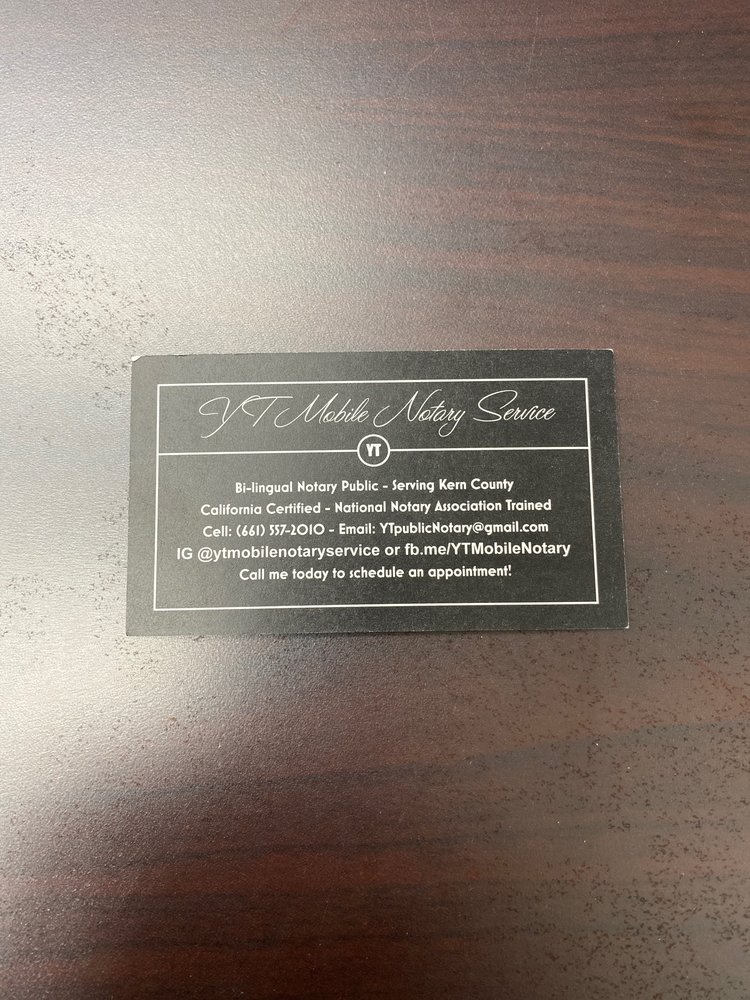 YT Mobile Notary Service
YT
Bi-lingual Notary Public - Serving Kern County
California Certified - National Notary Association Trained
Cell: (661) 557-2010 - Email: YTpublicNotary@gmail.com
IG @ytmobilenotaryservice or fb.me/YTMobileNotary
Call me today to schedule an appointment!